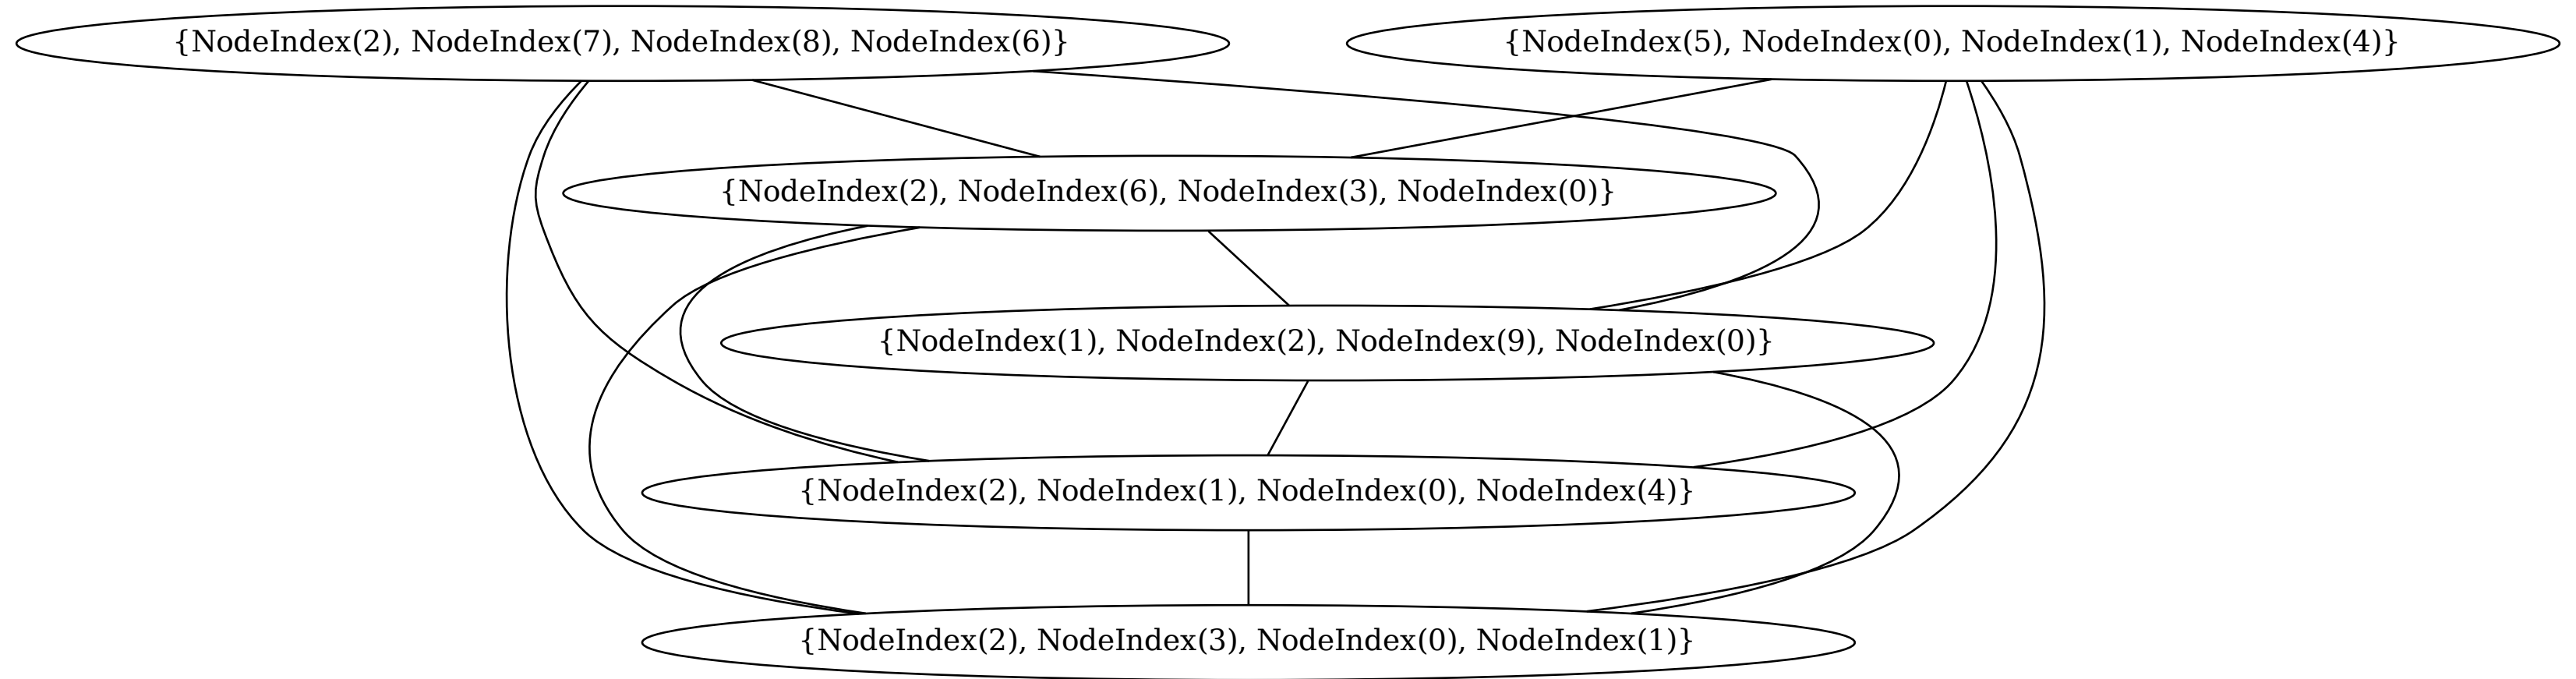 {NodeIndex(2), NodeIndex(7), NodeIndex(8), NodeIndex(6)}
{NodeIndex(5), NodeIndex(0), NodeIndex(1), NodeIndex(4)}
{NodeIndex(2), NodeIndex(6), NodeIndex(3), NodeIndex(0)}
{NodeIndex(1), NodeIndex(2), NodeIndex(9), NodeIndex(0)}
{NodeIndex(2), NodeIndex(1), NodeIndex(0), NodeIndex(4)}
{NodeIndex(2), NodeIndex(3), NodeIndex(0), NodeIndex(1)}